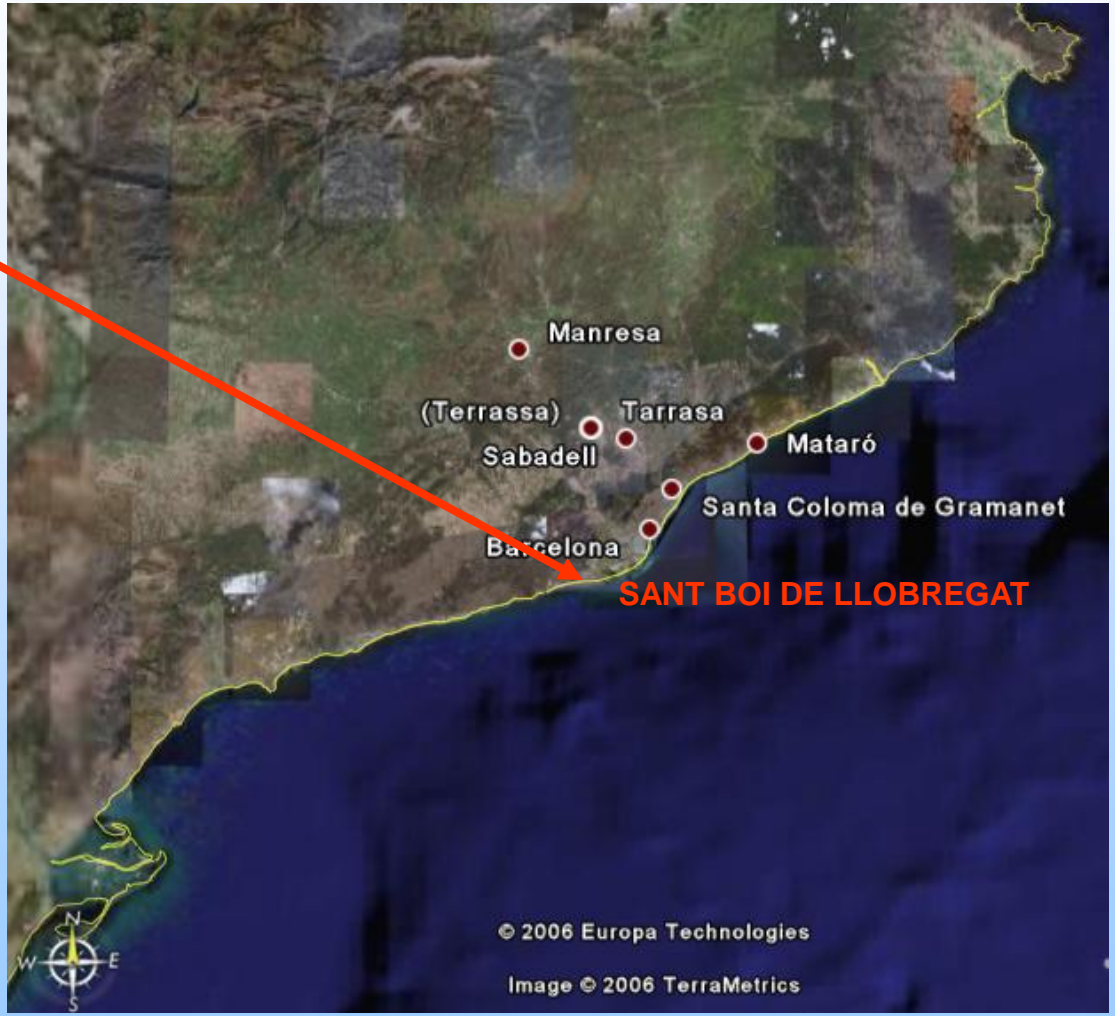 Manresa
(Terrassa) Tarrasa
Sabadell
Mataró
Santa Coloma de Gramanet
Barcelona
SANT BOI DE LLOBREGAT
N
W E
S
© 2006 Europa Technologies
Image © 2006 TerraMetrics